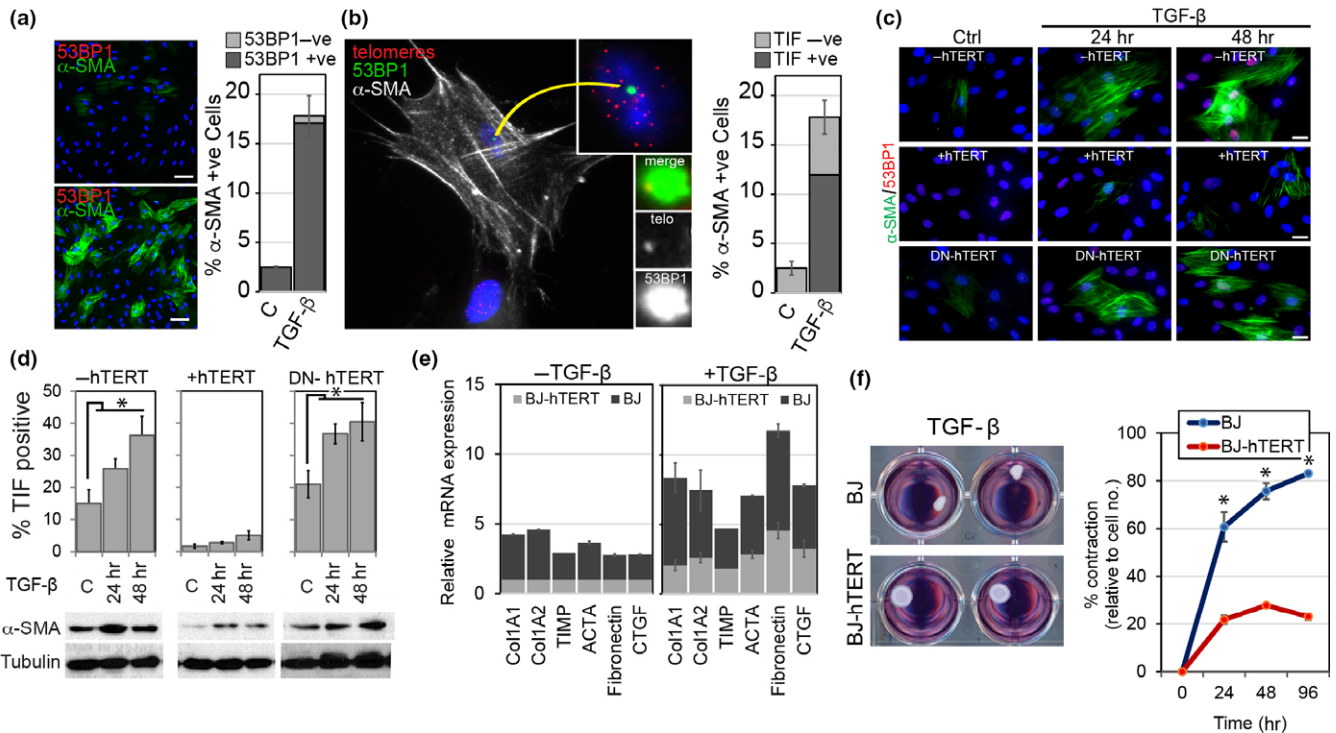 (a)
53BP1
α-SMA
53BP1
α-SMA
53BP1–ve
53BP1 +ve
% α-SMA +ve Cells
20
15
10
5
0
C
TGF-β
(b)
telomeres
53BP1
α-SMA
merge
telo
53BP1
TIF –ve
TIF +ve
% α-SMA +ve Cells
20
15
10
5
0
C
TGF-β
(c)
TGF-β
Ctrl
24 hr
48 hr
α-SMA/53BP1
–hTERT
–hTERT
–hTERT
+hTERT
+hTERT
+hTERT
DN-hTERT
DN-hTERT
DN-hTERT
(d)
–hTERT
+hTERT
DN- hTERT
% TIF positive
50
40
30
20
10
0
*
*
TGF-β
C
24 hr
48 hr
C
24 hr
48 hr
C
24 hr
48 hr
α-SMA
Tubulin
(e)
–TGF-β
+TGF-β
Relative mRNA expression
15
10
5
0
BJ-hTERT
BJ
BJ-hTERT
BJ
Col1A1
Col1A2
TIMP
ACTA
Fibronectin
CTGF
Col1A1
Col1A2
TIMP
ACTA
Fibronectin
CTGF
(f)
TGF-β
BJ
BJ-hTERT
BJ
BJ-hTERT
% contraction
(relative to cell no.)
100
80
60
40
20
0
*
*
*
0
24
48
96
Time (hr)